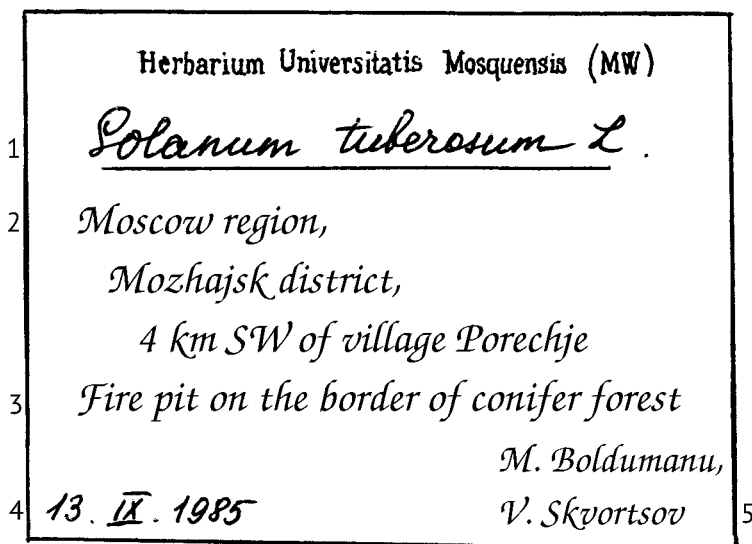 Herbarium Universitatis Mosquensis (MW)
1 Solanum tuberosum L.
2 Moscow region,
Mozhajsk district,
4 km SW of village Porechje
3 Fire pit on the border of conifer forest
M. Boldumanu,
4 13. IX. 1985 V. Skvortsov 5